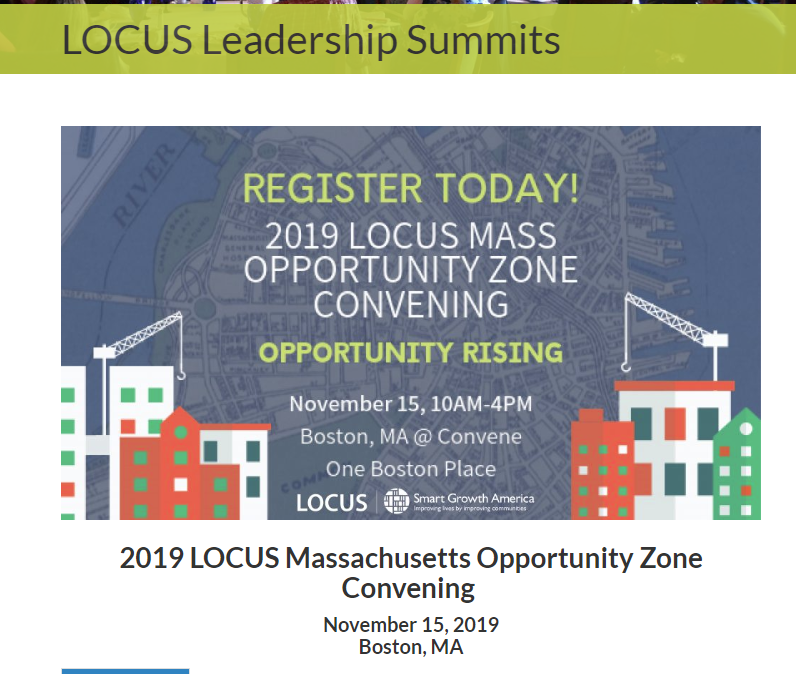 LOCUS Leadership Summits
RIVER
REGISTER TODAY!
2019 LOCUS MASS
OPPORTUNITY ZONE
CONVENING
OPPORTUNITY RISING
November 15, 10AM-4PM
Boston, MA @ Convene
One Boston Place
COMM
LOCUS Smart Growth America
Improving lives by improving communities
2019 LOCUS Massachusetts Opportunity Zone
Convening
November 15, 2019
Boston, MA